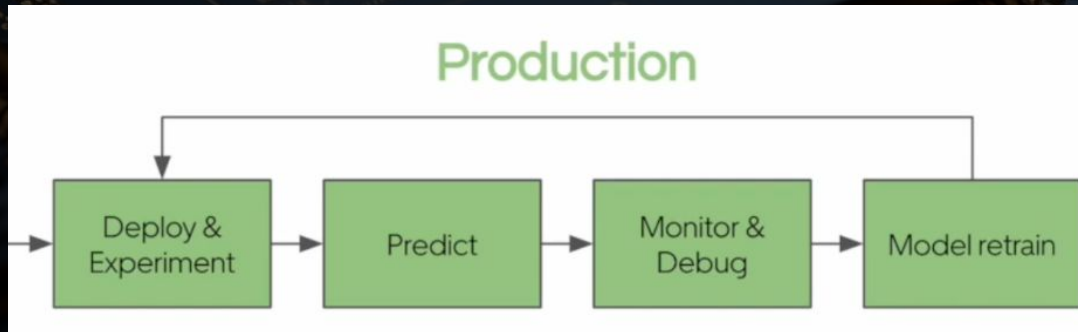 Production
Deploy &
Experiment
Predict
Monitor &
Debug
Model retrain